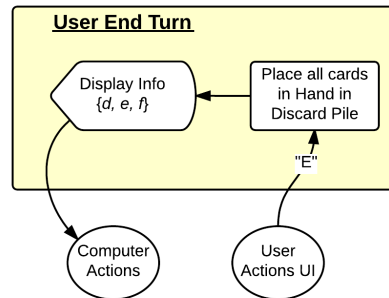 User End Turn
Display Info
{d, e, f}
Place all cards
in Hand in
Discard Pile
"E"
Computer
Actions
User
Actions UI